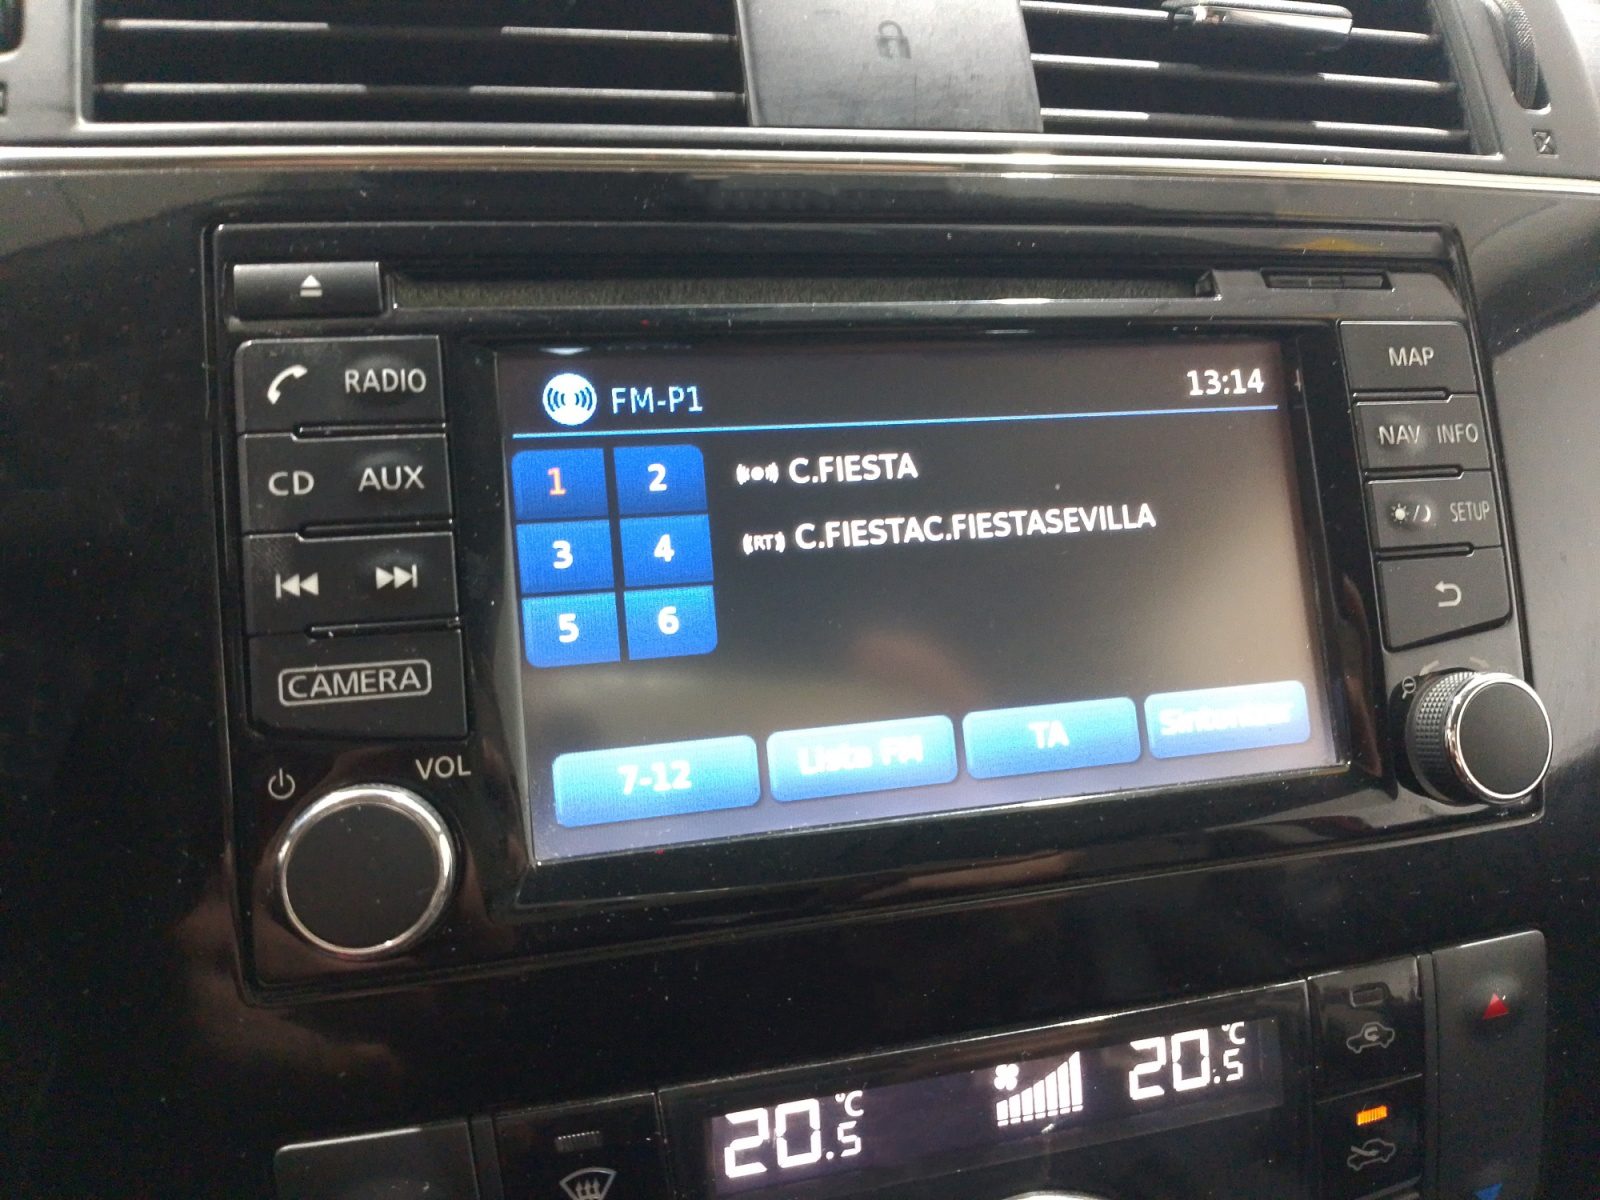 RADIO
CD AUX
CAMERA
VOL
FM-P1 13:14
1 2
3 4
5 6
C.FIESTA
RT C.FIESTAC.FIESTASEVILLA
7-12 Lista FM TA Sintonizar
MAP
NAV INFO
SETUP
20.5 °C
20.5 °C